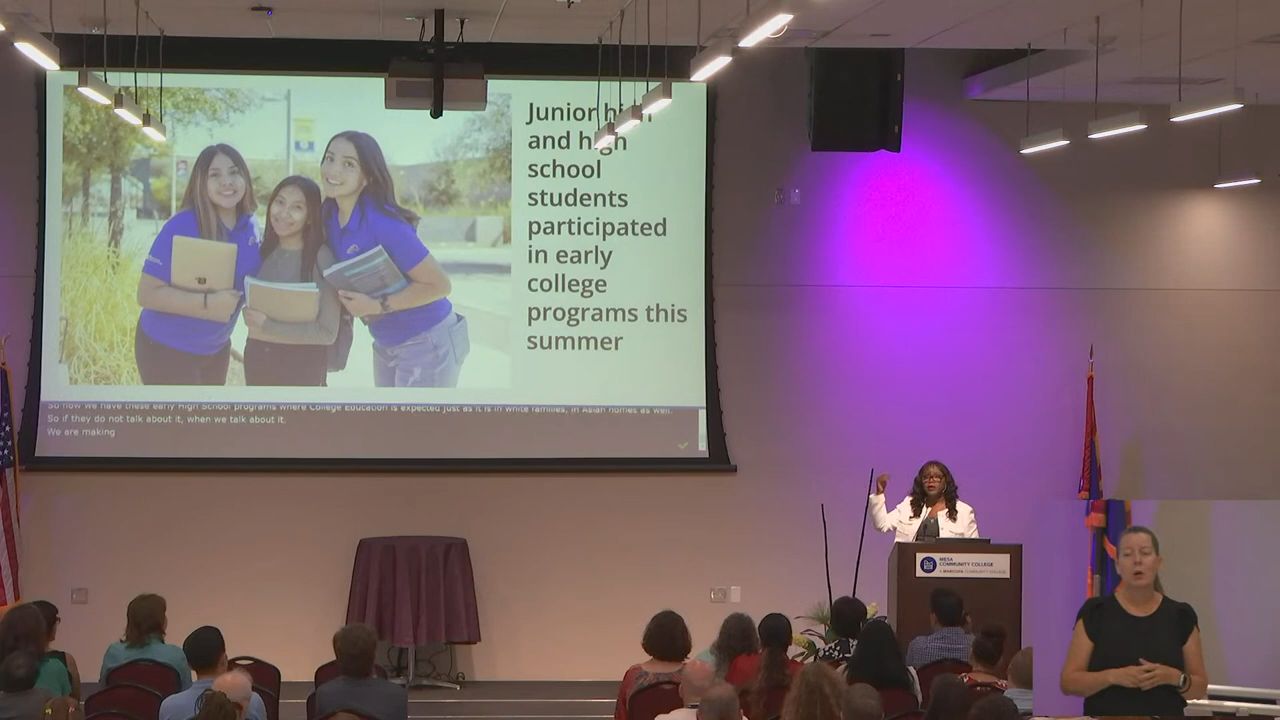 Junior high
and high
school
students
participated
in early
college
programs this
summer
So now we have these early High School programs where College Education is expected just as it is in white families, in Asian homes as well.
So if they do not talk about it, when we talk about it.
We are making
MESA
COMMUNITY COLLEGE
A MARICOPA COMMUNITY COLLEGE